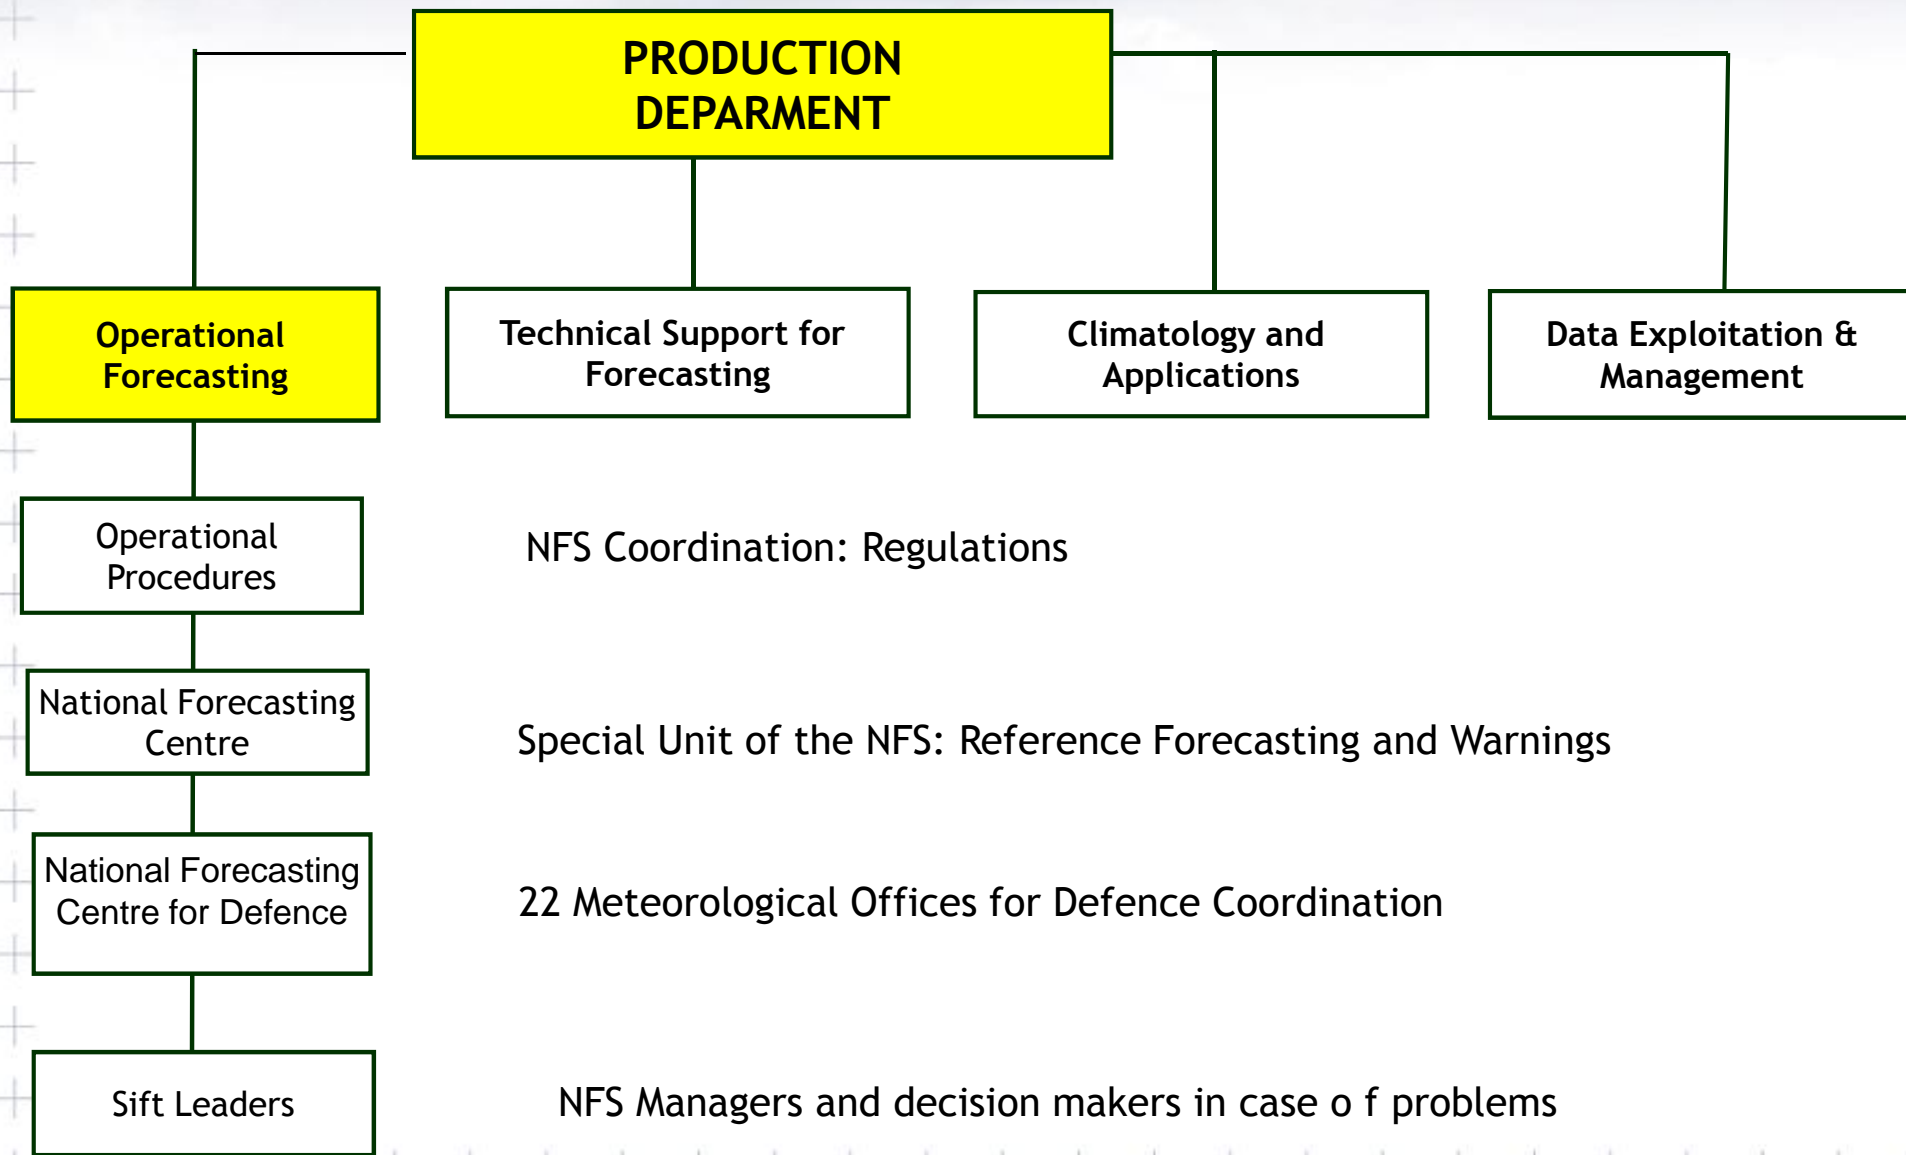 PRODUCTION
DEPARMENT
Operational
Forecasting
Technical Support for
Forecasting
Climatology and
Applications
Data Exploitation &
Management
Operational
Procedures
NFS Coordination: Regulations
National Forecasting
Centre
Special Unit of the NFS: Reference Forecasting and Warnings
National Forecasting
Centre for Defence
22 Meteorological Offices for Defence Coordination
Sift Leaders
NFS Managers and decision makers in case o f problems